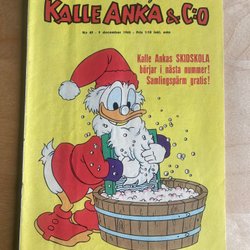 KALLE ANKA & C:O
Kalle Ankas SKIDSKOLA
börjar i nästa nummer!
Samlingspärm gratis!